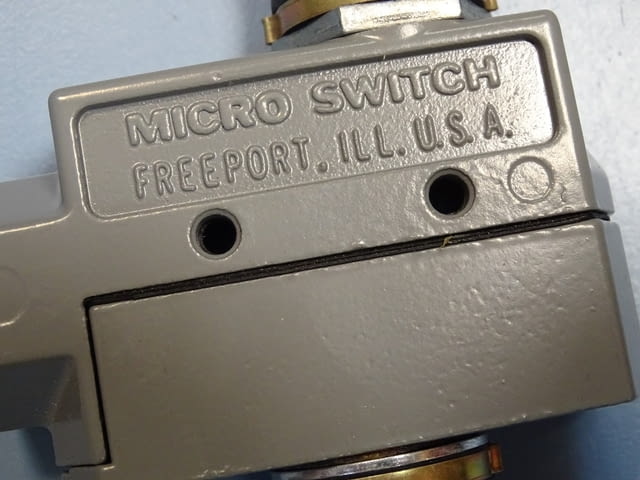 MICRO SWITCH
FREEPORT, ILL. U.S.A.